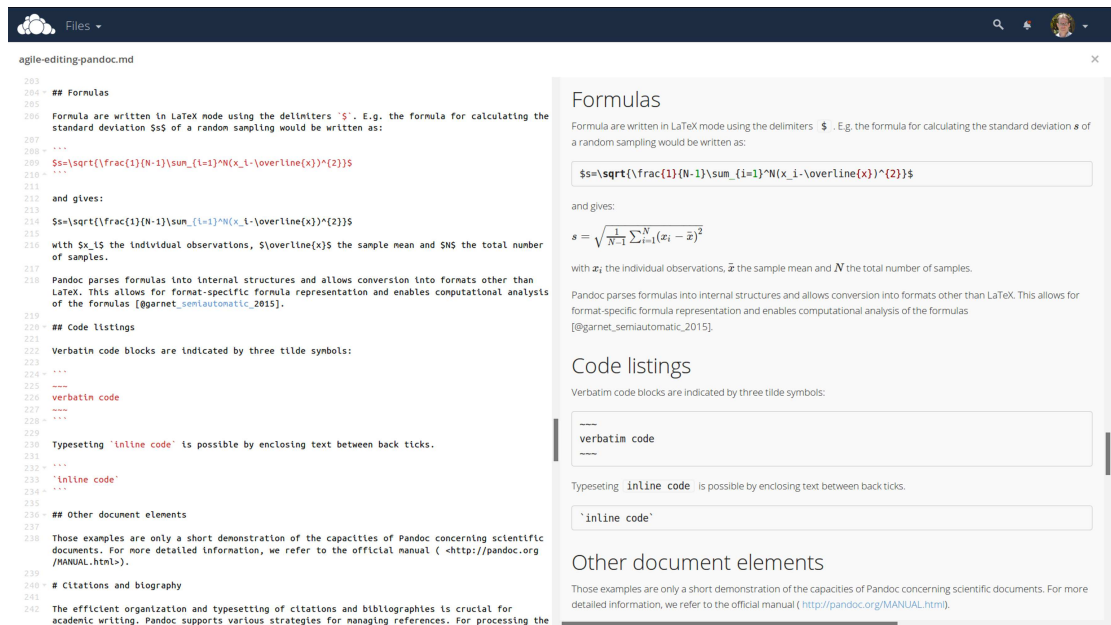 Files
agile-editing-pandoc.md
203
204 ## Formulas
205
206 Formula are written in LaTeX mode using the delimiters `$`. E.g. the formula for calculating the
standard deviation $s$ of a random sampling would be written as:
207
208 ```
209 $s=\sqrt{\frac{1}{N-1}\sum_{i=1}^N(x_i-\overline{x})^{2}}$
210 ```
211
212 and gives:
213
214 $s=\sqrt{\frac{1}{N-1}\sum_{i=1}^N(x_i-\overline{x})^{2}}$
215
216 with $x_i$ the individual observations, $\overline{x}$ the sample mean and $N$ the total number
of samples.
217
218 Pandoc parses formulas into internal structures and allows conversion into formats other than
LaTeX. This allows for format-specific formula representation and enables computational analysis
of the formulas [@garnet_semiautomatic_2015].
219
220 ## Code listings
221
222 Verbatim code blocks are indicated by three tilde symbols:
223
224 ```
225 ~~~
226 verbatim code
227 ~~~
228 ```
229
230 Typeseting `inline code` is possible by enclosing text between back ticks.
231
232 ```
233 `inline code`
234 ```
235
236 ## Other document elements
237
238 Those examples are only a short demonstration of the capacities of Pandoc concerning scientific
documents. For more detailed information, we refer to the official manual ( <http://pandoc.org
/MANUAL.html>).
239
240 # Citations and biography
241
242 The efficient organization and typesetting of citations and bibliographies is crucial for
academic writing. Pandoc supports various strategies for managing references. For processing the
Formulas
Formula are written in LaTeX mode using the delimiters $ . E.g. the formula for calculating the standard deviation s of
a random sampling would be written as:
$s=\sqrt{\frac{1}{N-1}\sum_{i=1}^N(x_i-\overline{x})^{2}}$
and gives:
s = √(1/(N−1) ∑_{i=1}^N (x_i − x̄)²)
with x_i the individual observations, x̄ the sample mean and N the total number of samples.
Pandoc parses formulas into internal structures and allows conversion into formats other than LaTeX. This allows for
format-specific formula representation and enables computational analysis of the formulas
[@garnet_semiautomatic_2015].
Code listings
Verbatim code blocks are indicated by three tilde symbols:
~~~
verbatim code
~~~
Typeseting inline code is possible by enclosing text between back ticks.
`inline code`
Other document elements
Those examples are only a short demonstration of the capacities of Pandoc concerning scientific documents. For more
detailed information, we refer to the official manual ( http://pandoc.org/MANUAL.html).